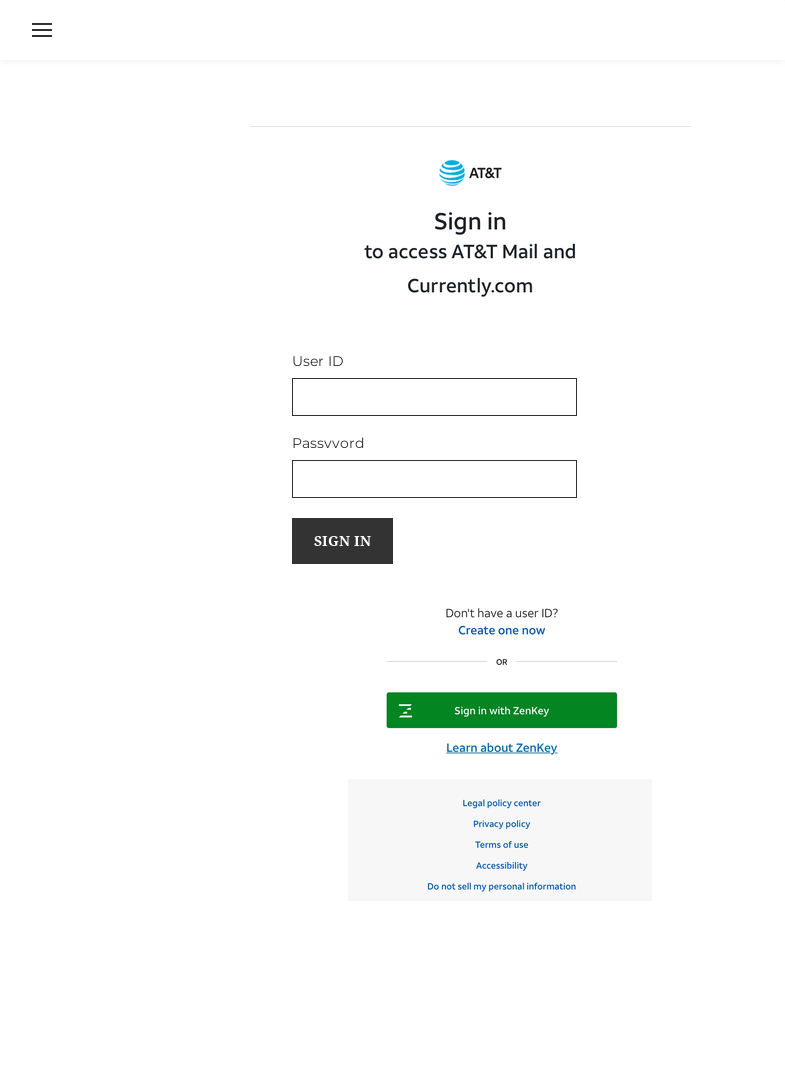 AT&T
Sign in
to access AT&T Mail and
Currently.com
User ID
Passvvord
SIGN IN
Don't have a user ID?
Create one now
OR
Sign in with ZenKey
Learn about ZenKey
Legal policy center
Privacy policy
Terms of use
Accessibility
Do not sell my personal information